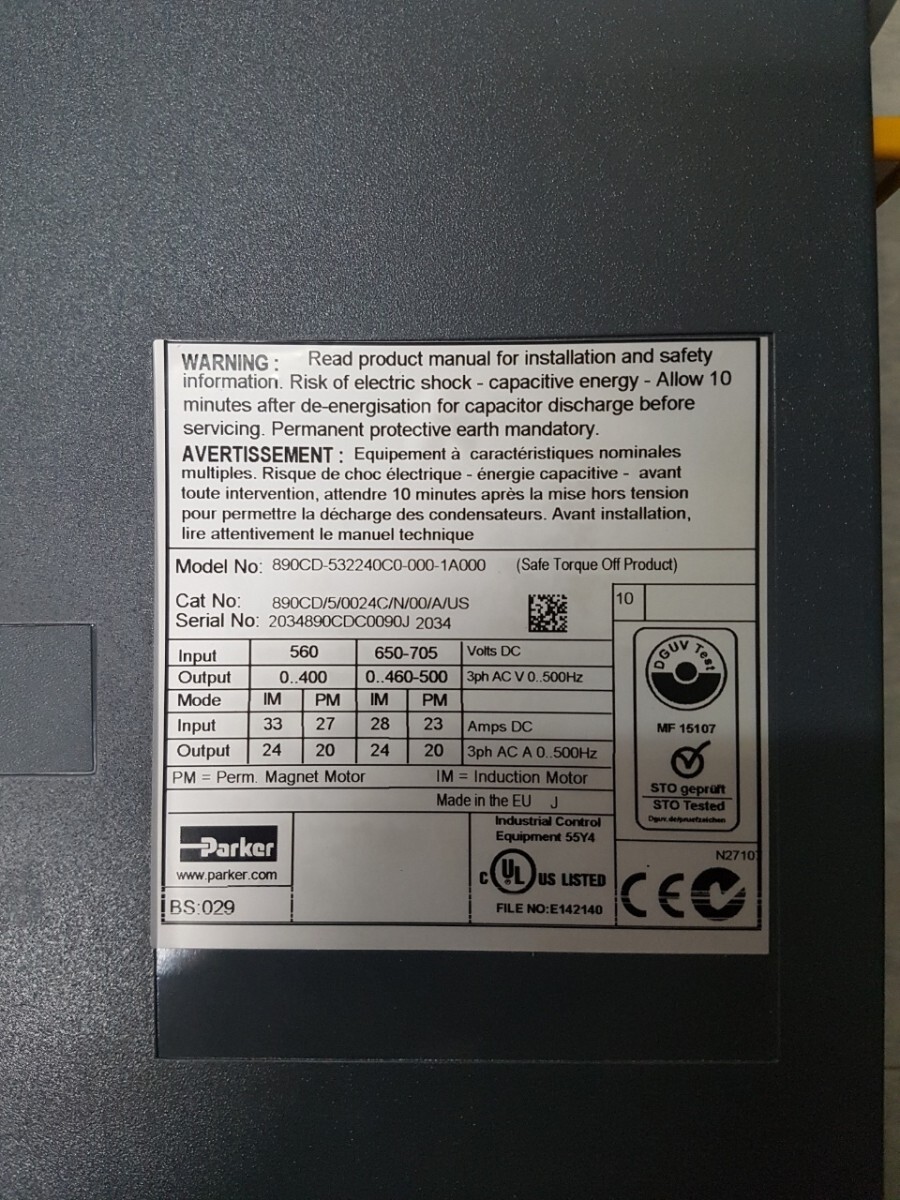 WARNING : Read product manual for installation and safety
information. Risk of electric shock - capacitive energy - Allow 10
minutes after de-energisation for capacitor discharge before
servicing. Permanent protective earth mandatory.
AVERTISSEMENT : Equipement à caractéristiques nominales
multiples. Risque de choc électrique - énergie capacitive - avant
toute intervention, attendre 10 minutes après la mise hors tension
pour permettre la décharge des condensateurs. Avant installation,
lire attentivement le manuel technique
Model No: 890CD-532240C0-000-1A000 (Safe Torque Off Product)
Cat No: 890CD/5/0024C/N/00/A/US
Serial No: 2034890CDC0090J 2034
10
Input 560 650-705 Volts DC
Output 0..400 0..460-500 3ph AC V 0..500Hz
Mode IM PM IM PM
Input 33 27 28 23 Amps DC
Output 24 20 24 20 3ph AC A 0..500Hz
PM = Perm. Magnet Motor IM = Induction Motor
Made in the EU J
DGUV Test
MF 15107
STO geprüft
STO Tested
Dguv.de/pruefzeichen
Parker
www.parker.com
BS:029
Industrial Control
Equipment 55Y4
C UL US LISTED
FILE NO:E142140
N2710
CE